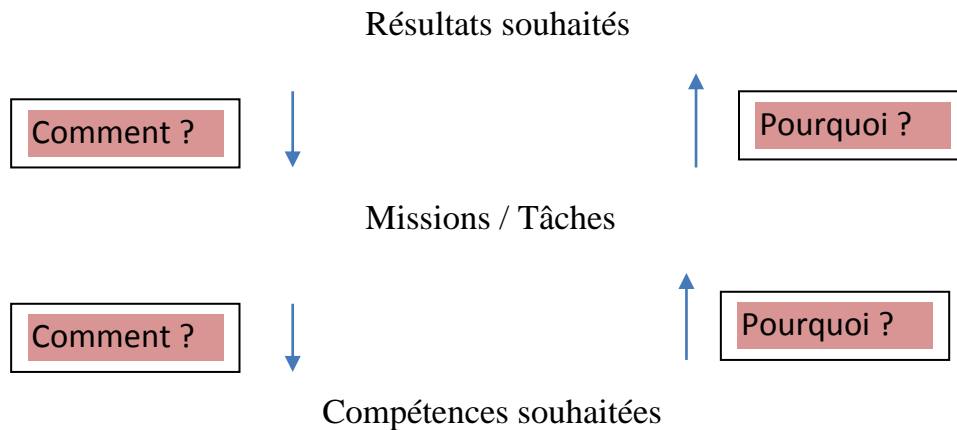 Résultats souhaités
Comment ?
Pourquoi ?
Missions / Tâches
Comment ?
Pourquoi ?
Compétences souhaitées